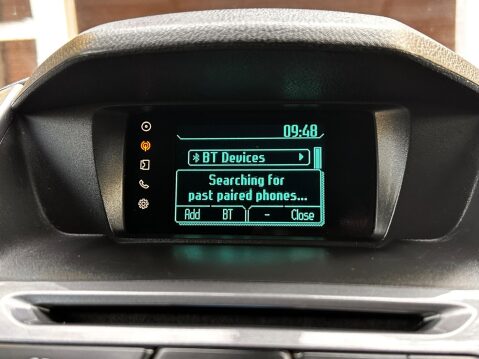 09:48
BT Devices
Searching for
past paired phones...
Add BT - Close